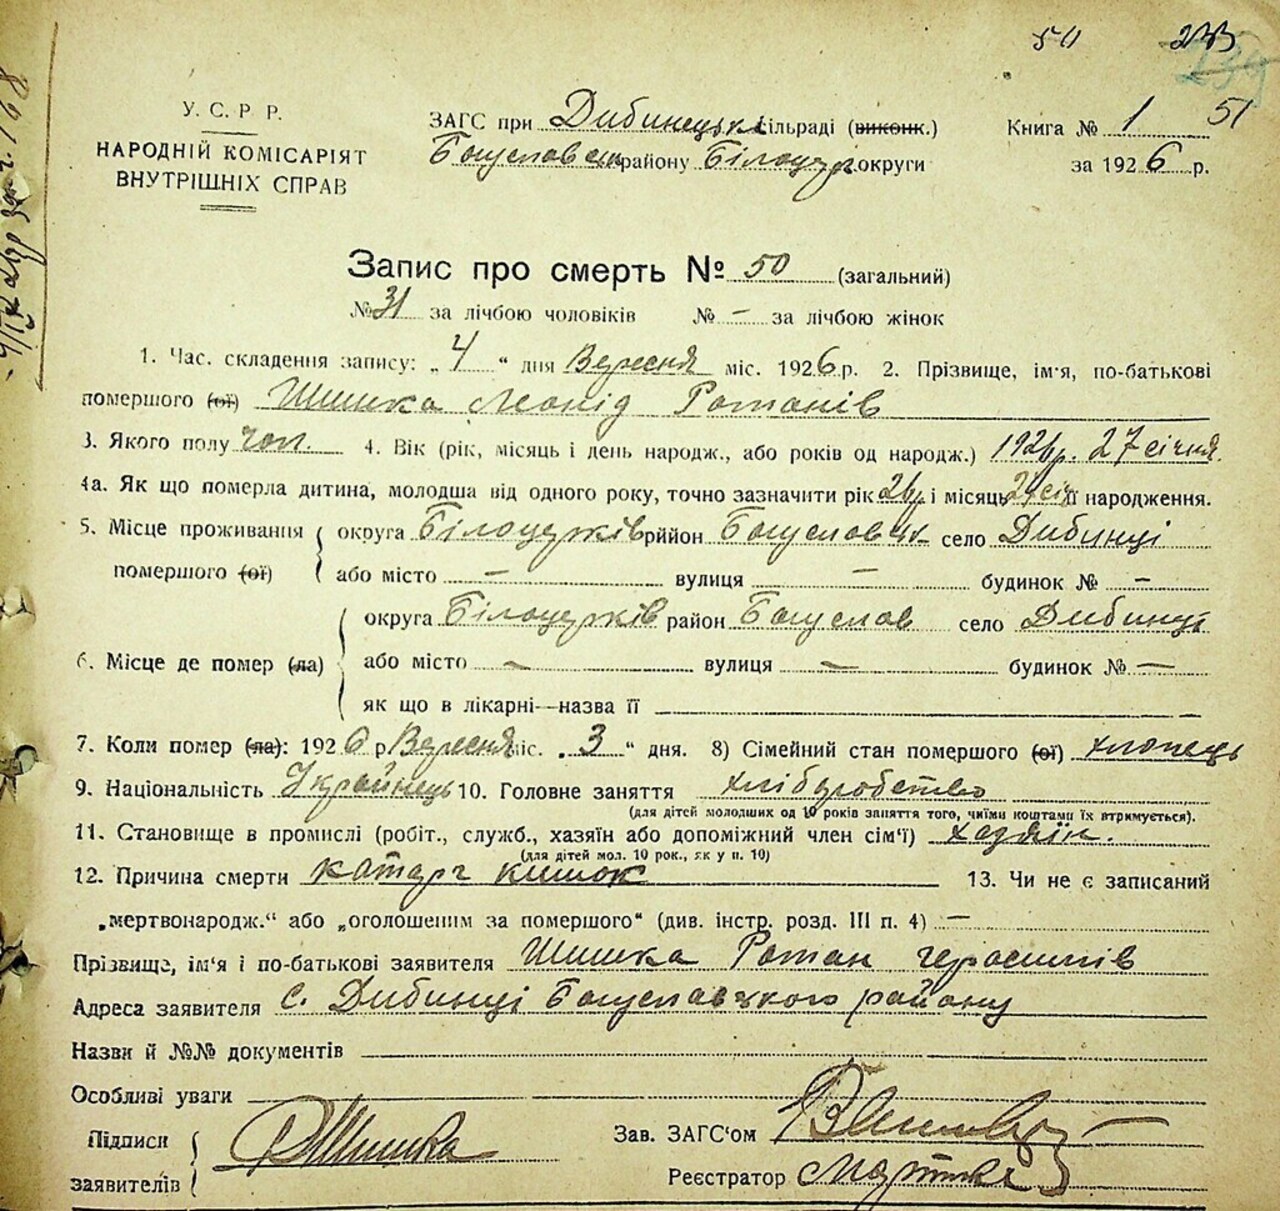 50
233
239
51
У. С. Р. Р.
НАРОДНІЙ КОМІСАРІЯТ
ВНУТРІШНІХ СПРАВ
ЗАГС при Дибинецьк. сільраді (виконк.)
Богуславськ району Білоцерк округи
Книга № 1
за 1926 р.
Запис про смерть № 50 (загальний)
№ 31 за лічбою чоловіків № — за лічбою жінок
1. Час. складення запису: „4“ дня Вересня міс. 1926 р. 2. Прізвище, ім'я, по-батькові
помершого (ої) Шишка Леонід Романів
3. Якого полу чол. 4. Вік (рік, місяць і день народж., або років од народж.) 1926 р. 27 січня.
4а. Як що померла дитина, молодша від одного року, точно зазначити рік 26 р. і місяць її народження.
5. Місце проживання помершого (ої) округа Білоцерків рийон Богуславськ село Дибинці
або місто — вулиця — будинок № —
6. Місце де помер (ла) округа Білоцерків район Богуслав село Дибинці
або місто — вулиця — будинок № —
як що в лікарні—назва її
7. Коли помер (ла): 1926 р. Вересня міс. „3“ дня. 8) Сімейний стан помершого (ої) хлопець
9. Національність Українець 10. Головне заняття хліборобство
(для дітей молодших од 10 років заняття того, чиїми коштами їх втримується).
11. Становище в промислі (робіт., служб., хазяїн або допоміжний член сім'ї) хазяїн.
(для дітей мол. 10 рок., як у п. 10)
12. Причина смерти катарг кишок 13. Чи не є записаний
„мертвонародж.“ або „оголошеним за помершого“ (див. інстр. розд. III п. 4) —
Прізвище, ім'я і по-батькові заявителя Шишка Роман Герасимів
Адреса заявителя с. Дибинці Богуславського району
Назви й №№ документів
Особливі уваги
Підписи заявителів РШишка
Зав. ЗАГС'ом
Реєстратор